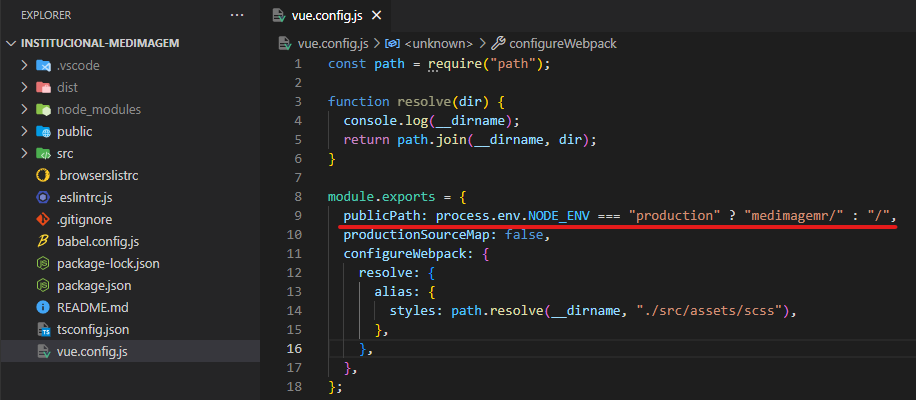 EXPLORER
INSTITUCIONAL-MEDIMAGEM
.vscode
dist
node_modules
public
src
.browserslistrc
.eslintrc.js
.gitignore
babel.config.js
package-lock.json
package.json
README.md
tsconfig.json
vue.config.js
vue.config.js
vue.config.js > <unknown> > configureWebpack
1 const path = require("path");
2
3 function resolve(dir) {
4 console.log(__dirname);
5 return path.join(__dirname, dir);
6 }
7
8 module.exports = {
9 publicPath: process.env.NODE_ENV === "production" ? "medimagemr/" : "/",
10 productionSourceMap: false,
11 configureWebpack: {
12 resolve: {
13 alias: {
14 styles: path.resolve(__dirname, "./src/assets/scss"),
15 },
16 },
17 },
18 };